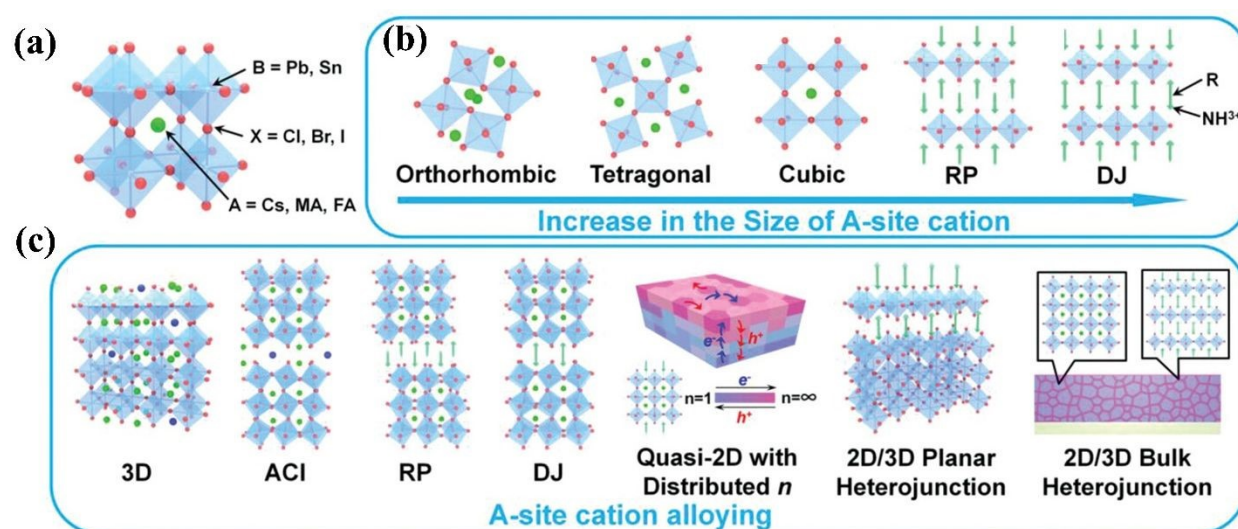 (a)
B = Pb, Sn
X = Cl, Br, I
A = Cs, MA, FA
(b)
R
NH³⁺
Orthorhombic
Tetragonal
Cubic
RP
DJ
Increase in the Size of A-site cation
(c)
e-
h+
e-
n=1
n=∞
h+
3D
ACI
RP
DJ
Quasi-2D with
Distributed n
2D/3D Planar
Heterojunction
2D/3D Bulk
Heterojunction
A-site cation alloying